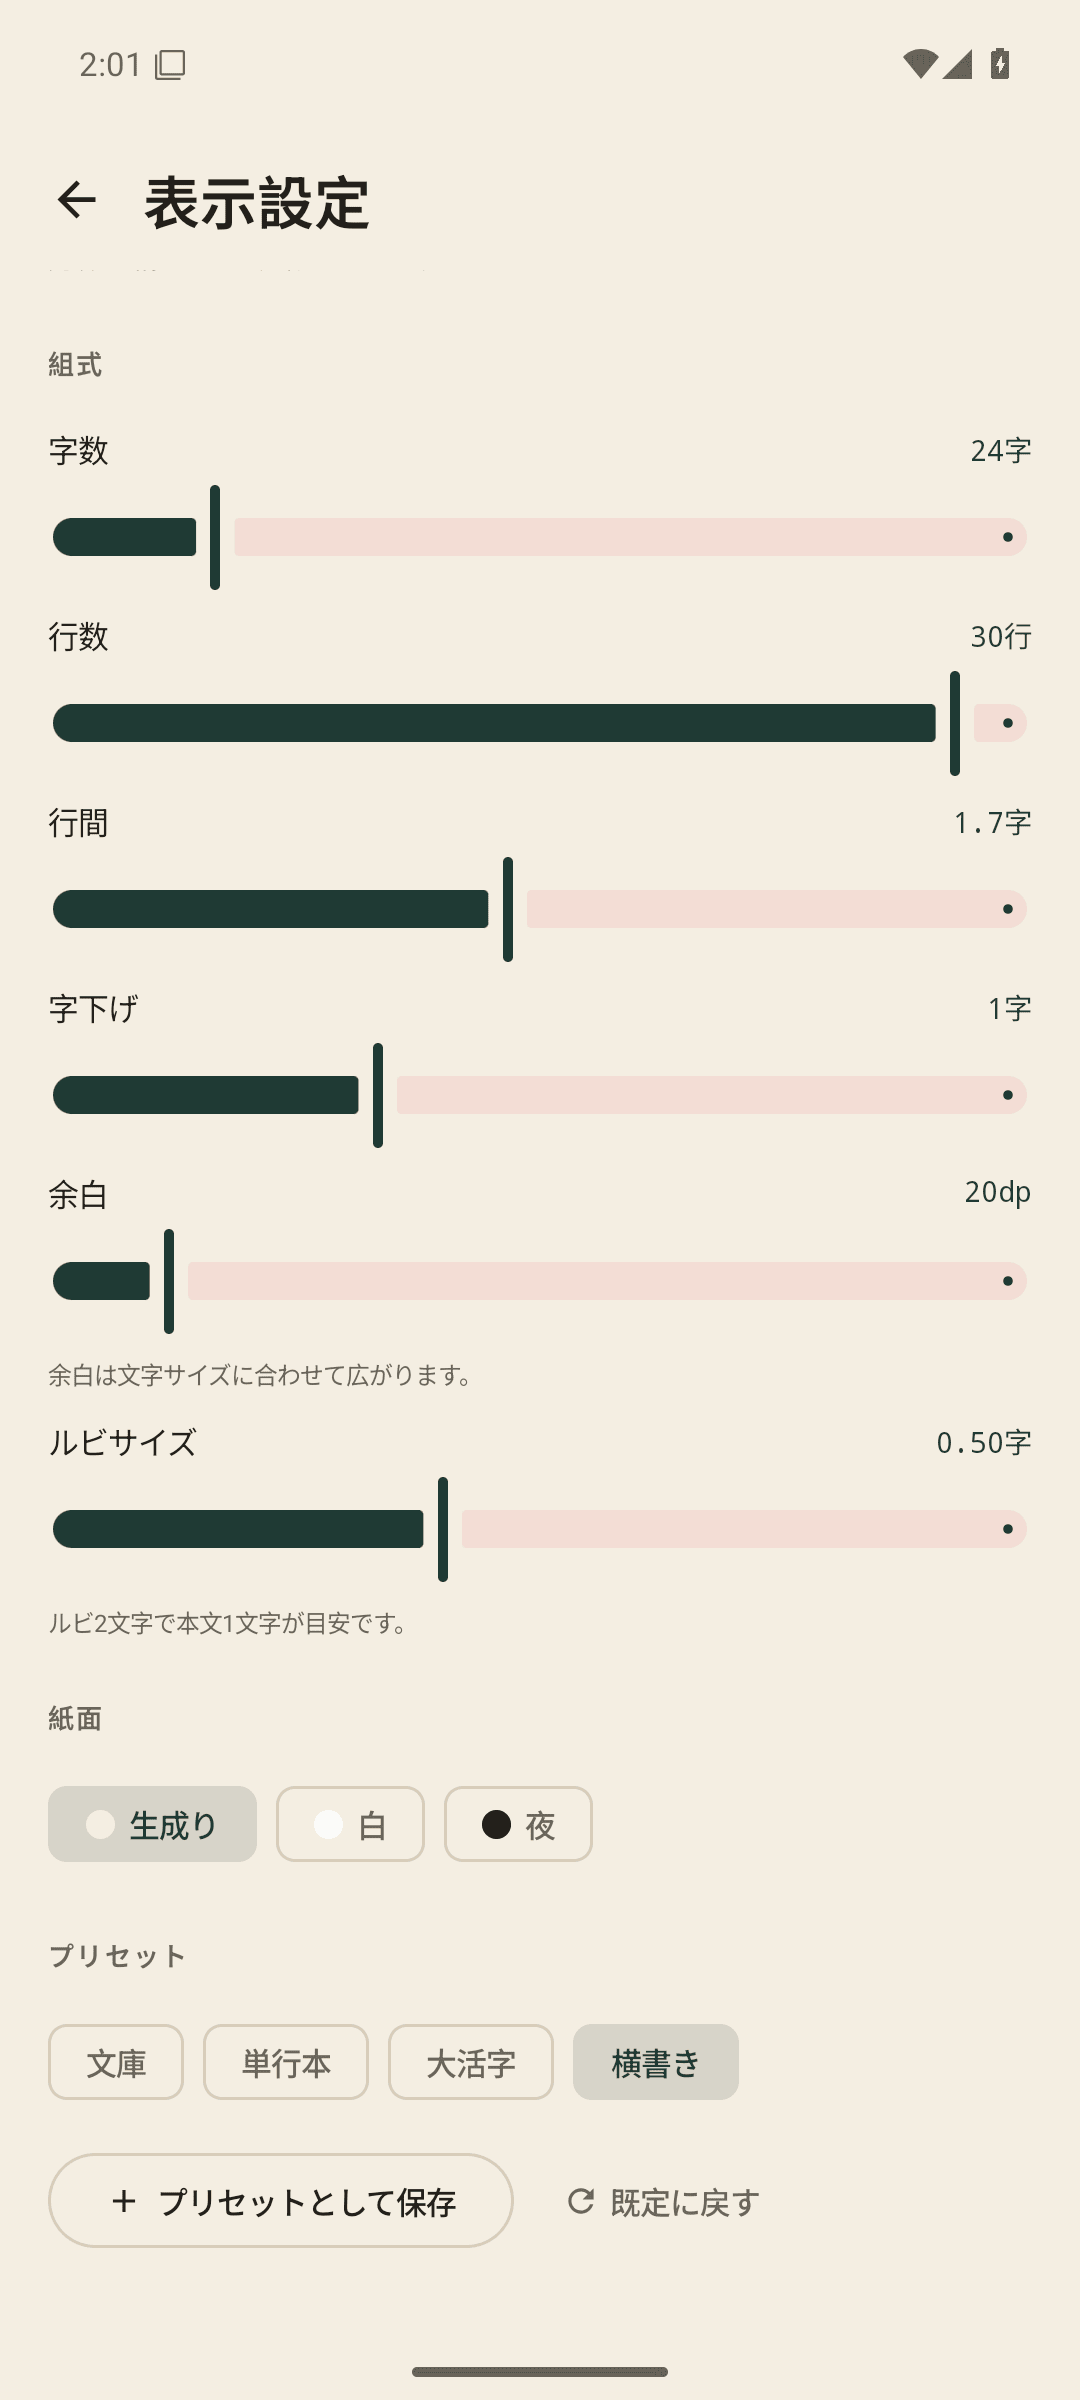 2:01
表示設定
組式
字数 24字
行数 30行
行間 1.7字
字下げ 1字
余白 20dp
余白は文字サイズに合わせて広がります。
ルビサイズ 0.50字
ルビ2文字で本文1文字が目安です。
紙面
生成り 白 夜
プリセット
文庫 単行本 大活字 横書き
+ プリセットとして保存 既定に戻す